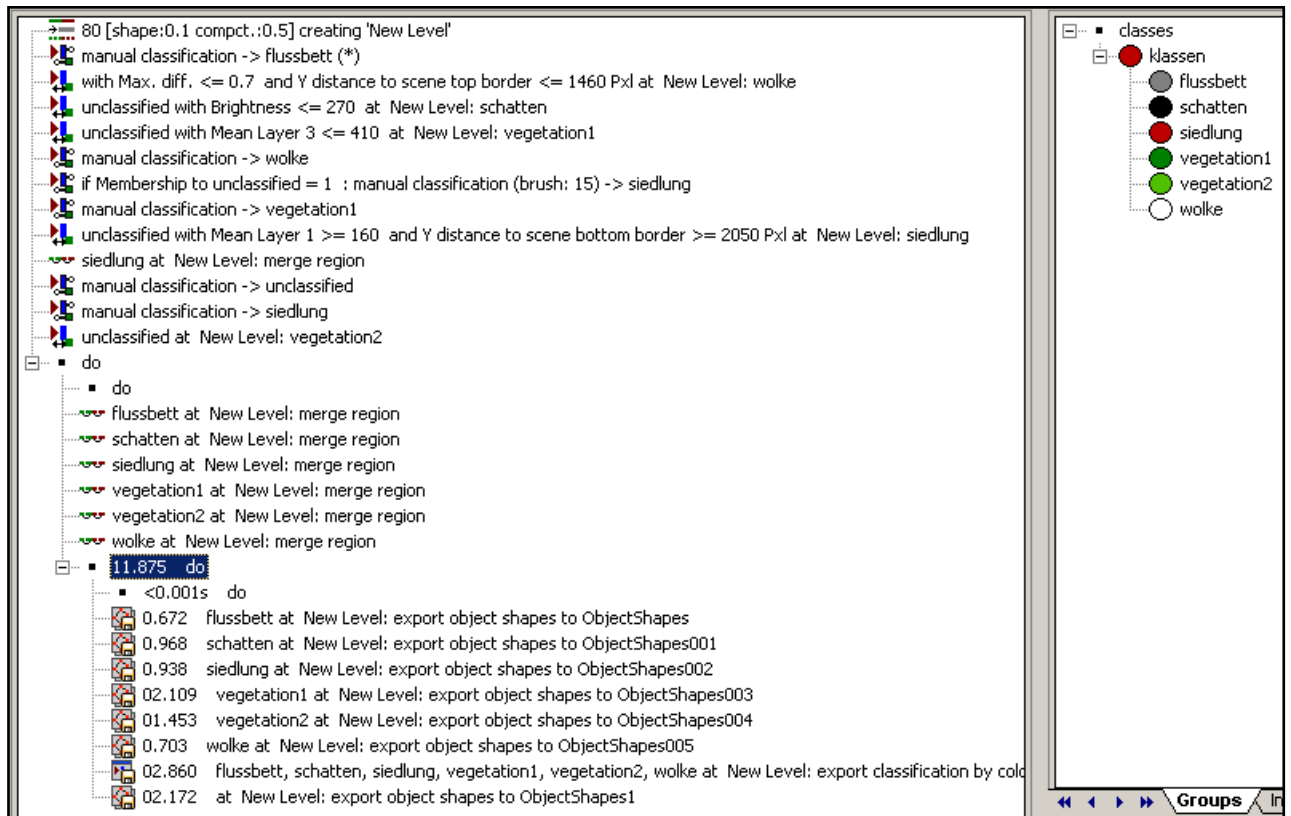 80 [shape:0.1 compct.:0.5] creating 'New Level'
manual classification -> flussbett (*)
with Max. diff. <= 0.7 and Y distance to scene top border <= 1460 Pxl at New Level: wolke
unclassified with Brightness <= 270 at New Level: schatten
unclassified with Mean Layer 3 <= 410 at New Level: vegetation1
manual classification -> wolke
if Membership to unclassified = 1 : manual classification (brush: 15) -> siedlung
manual classification -> vegetation1
unclassified with Mean Layer 1 >= 160 and Y distance to scene bottom border >= 2050 Pxl at New Level: siedlung
siedlung at New Level: merge region
manual classification -> unclassified
manual classification -> siedlung
unclassified at New Level: vegetation2
do
do
flussbett at New Level: merge region
schatten at New Level: merge region
siedlung at New Level: merge region
vegetation1 at New Level: merge region
vegetation2 at New Level: merge region
wolke at New Level: merge region
11.875 do
<0.001s do
0.672 flussbett at New Level: export object shapes to ObjectShapes
0.968 schatten at New Level: export object shapes to ObjectShapes001
0.938 siedlung at New Level: export object shapes to ObjectShapes002
02.109 vegetation1 at New Level: export object shapes to ObjectShapes003
01.453 vegetation2 at New Level: export object shapes to ObjectShapes004
0.703 wolke at New Level: export object shapes to ObjectShapes005
02.860 flussbett, schatten, siedlung, vegetation1, vegetation2, wolke at New Level: export classification by
02.172 at New Level: export object shapes to ObjectShapes1
classes
klassen
flussbett
schatten
siedlung
vegetation1
vegetation2
wolke
Groups